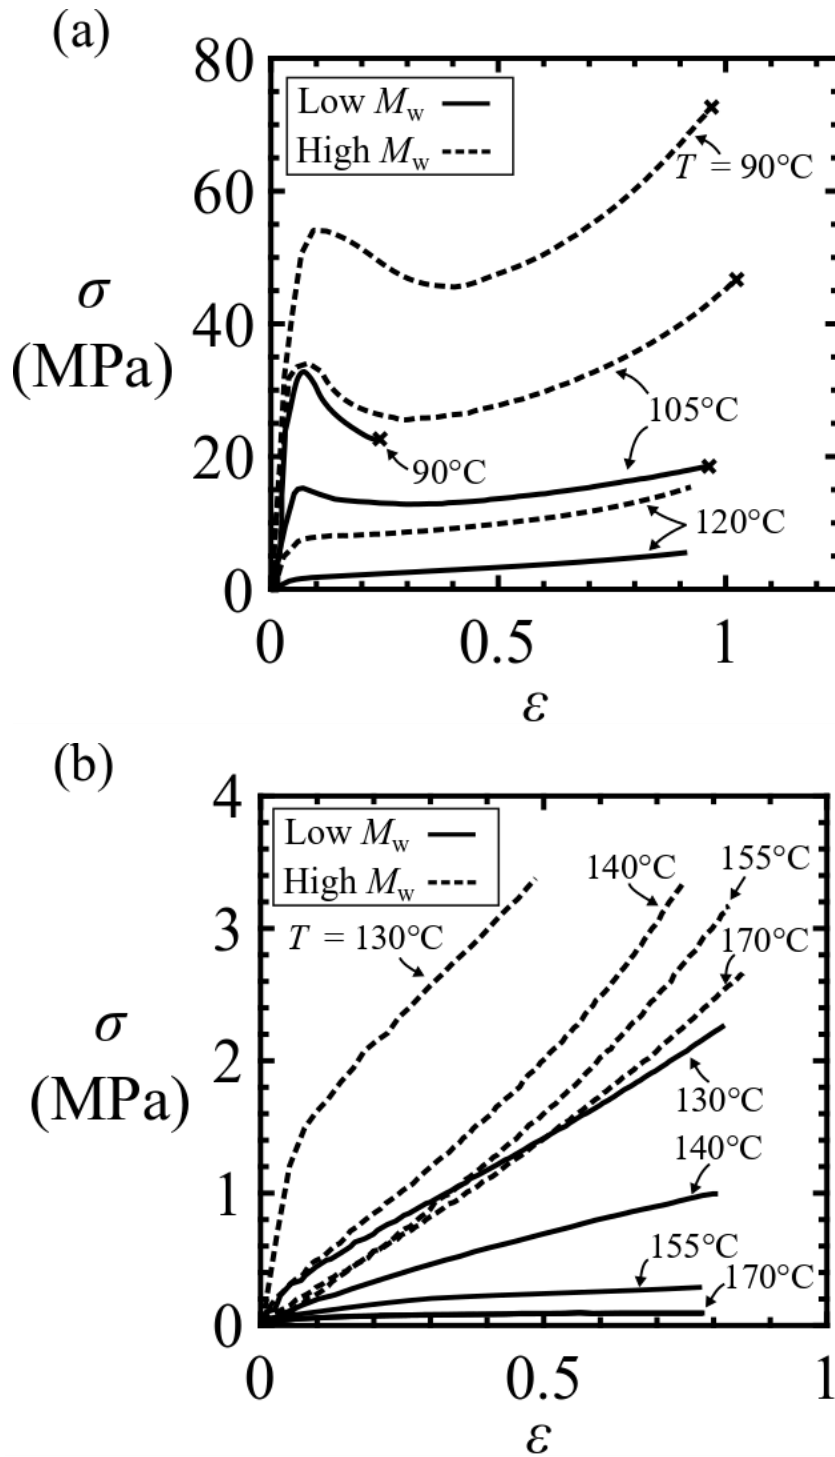 (a)
80
Low Mw
High Mw
T = 90°C
60
σ
(MPa)
40
105°C
90°C
20
120°C
0
0 0.5 1
ε
(b)
4
Low Mw
High Mw
140°C
155°C
T = 130°C
170°C
3
σ
(MPa)
2
130°C
140°C
1
155°C
170°C
0
0 0.5 1
ε